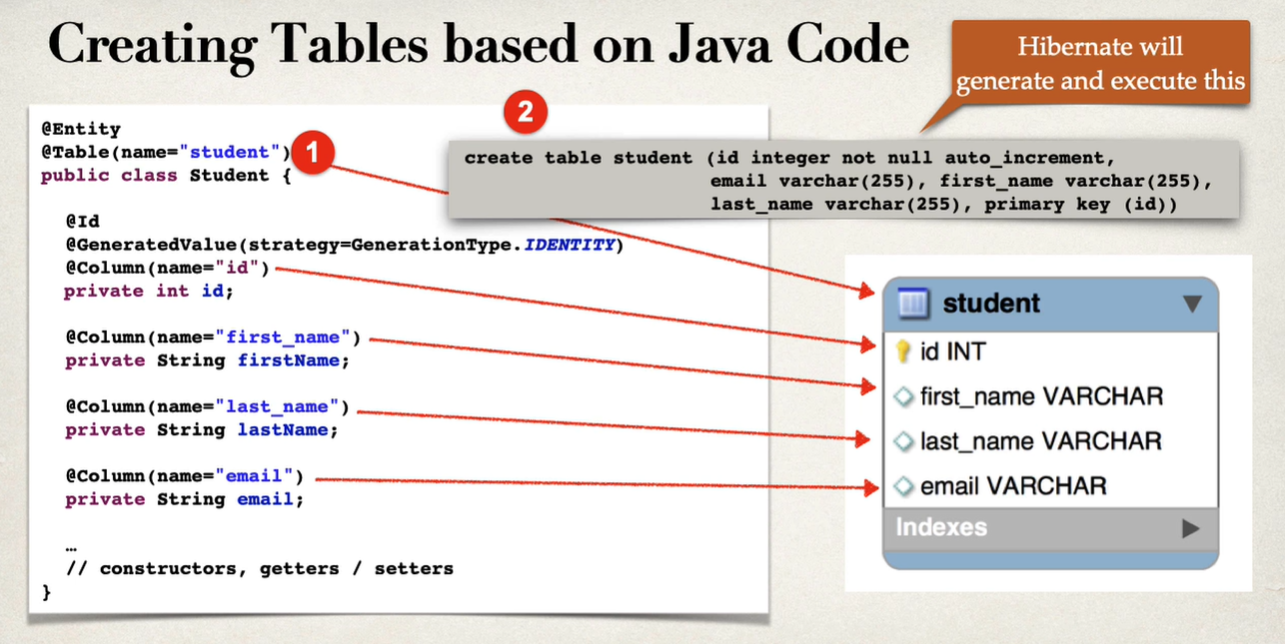 Creating Tables based on Java Code
Hibernate will
generate and execute this
@Entity
@Table(name="student")
public class Student {
@Id
@GeneratedValue(strategy=GenerationType.IDENTITY)
@Column(name="id")
private int id;
@Column(name="first_name")
private String firstName;
@Column(name="last_name")
private String lastName;
@Column(name="email")
private String email;
…
// constructors, getters / setters
}
1
2
create table student (id integer not null auto_increment,
email varchar(255), first_name varchar(255),
last_name varchar(255), primary key (id))
student
id INT
first_name VARCHAR
last_name VARCHAR
email VARCHAR
Indexes